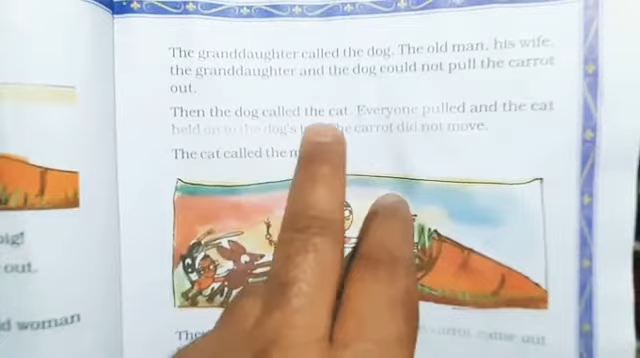 big!
out.
woman
The granddaughter called the dog. The old man, his wife,
the granddaughter and the dog could not pull the carrot
out.
Then the dog called the cat. Everyone pulled and the cat
held on to the dog's the carrot did not move.
The cat called the
came out